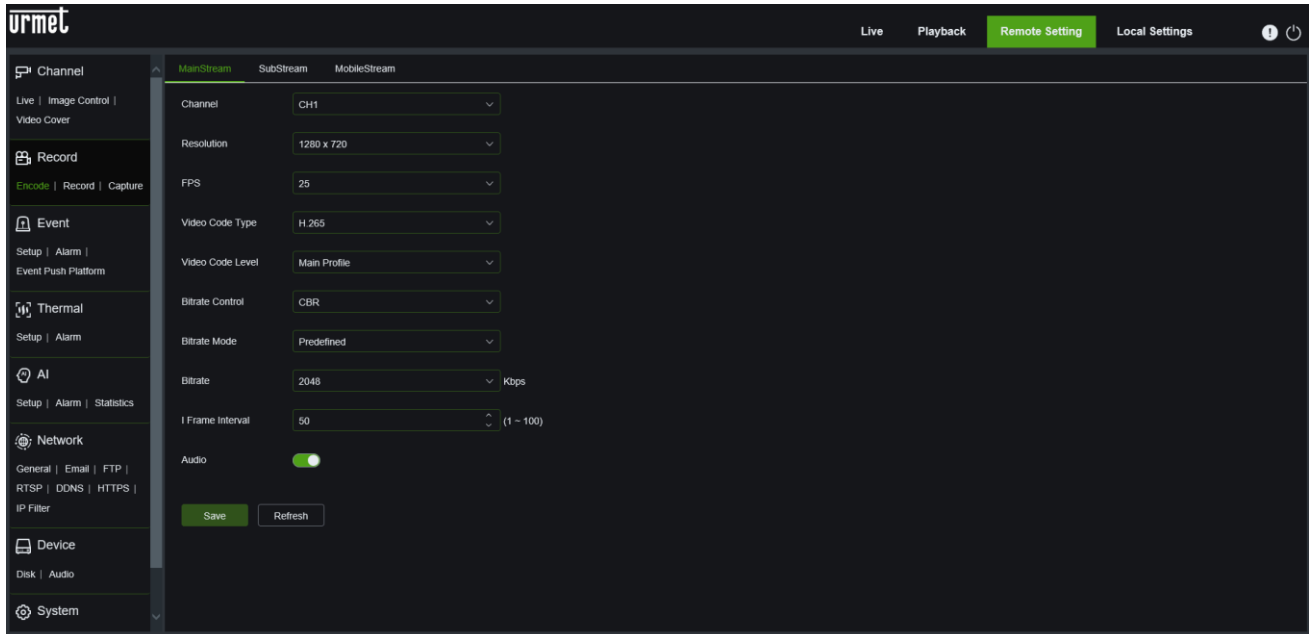 urmet
Live Playback Remote Setting Local Settings
Channel
Live | Image Control |
Video Cover
Record
Encode | Record | Capture
Event
Setup | Alarm |
Event Push Platform
Thermal
Setup | Alarm
AI
Setup | Alarm | Statistics
Network
General | Email | FTP |
RTSP | DDNS | HTTPS |
IP Filter
Device
Disk | Audio
System
MainStream SubStream MobileStream
Channel CH1
Resolution 1280 x 720
FPS 25
Video Code Type H.265
Video Code Level Main Profile
Bitrate Control CBR
Bitrate Mode Predefined
Bitrate 2048 Kbps
I Frame Interval 50 (1 ~ 100)
Audio
Save Refresh